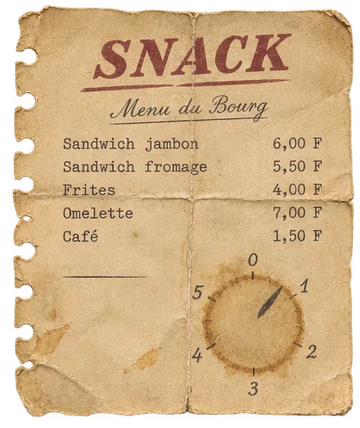 SNACK
Menu du Bourg
Sandwich jambon 6,00 F
Sandwich fromage 5,50 F
Frites 4,00 F
Omelette 7,00 F
Café 1,50 F
0
5 1
4 2
3